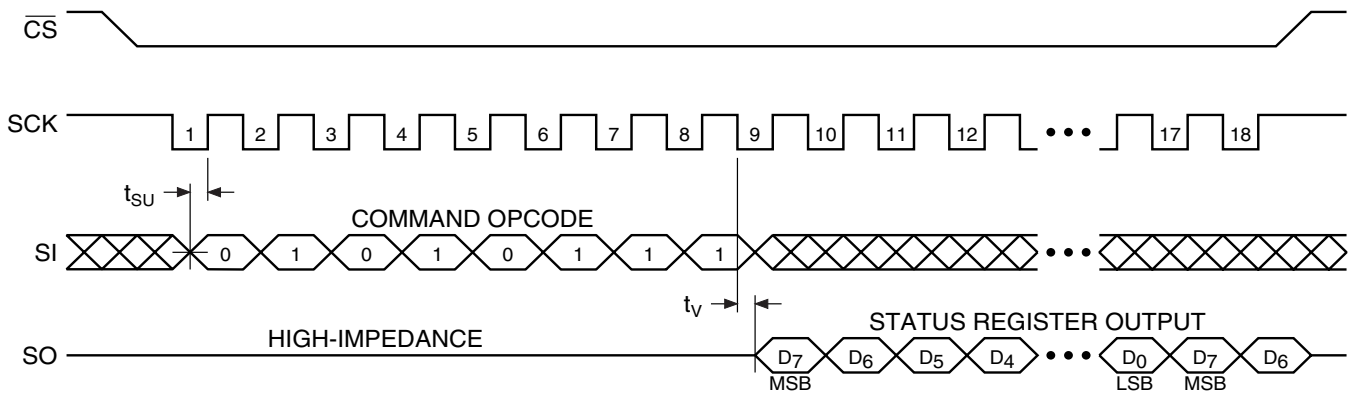 CS
SCK 1 2 3 4 5 6 7 8 9 10 11 12 ••• 17 18
tSU
COMMAND OPCODE
SI 0 1 0 1 0 1 1 1 •••
tV
HIGH-IMPEDANCE STATUS REGISTER OUTPUT
SO D7 D6 D5 D4 ••• D0 D7 D6
MSB LSB MSB